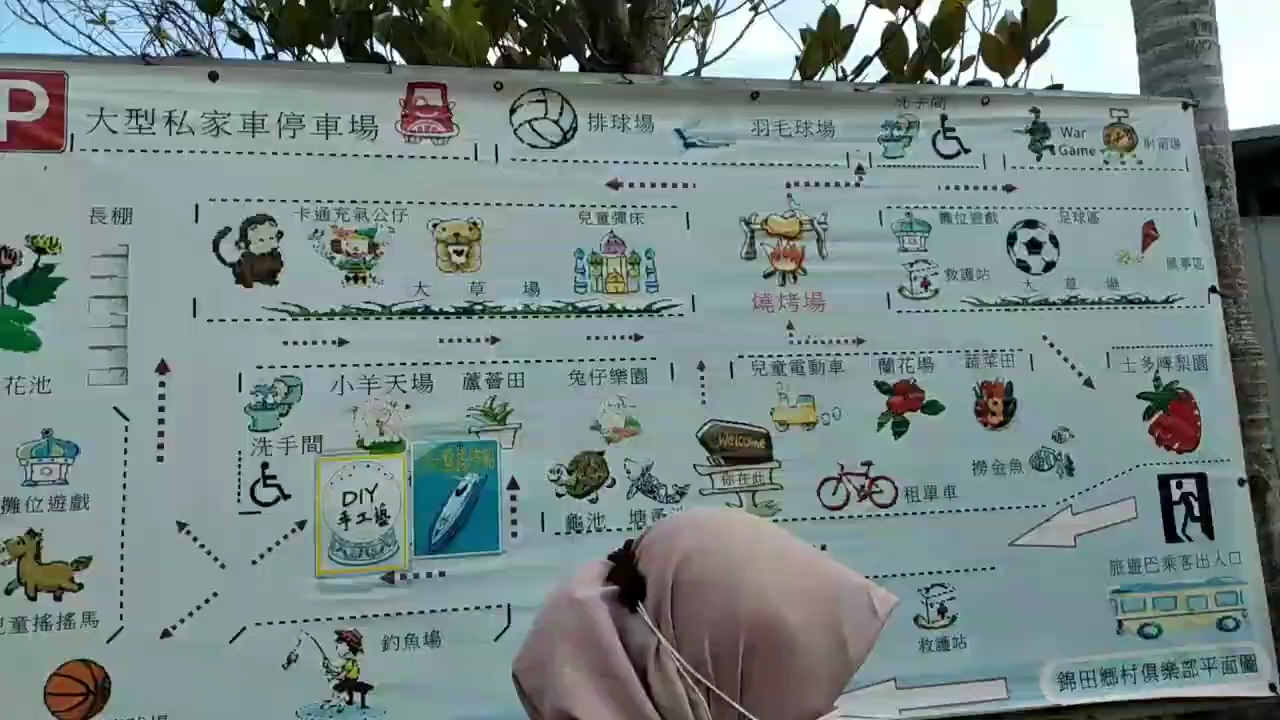 P 大型私家車停車場
排球場 羽毛球場
洗手間
War
Game
射箭場
長棚
卡通充氣公仔
兒童彈床
大 草 場
燒烤場
攤位遊戲 足球區
救護站
風箏區
大 草 場
花池
小羊天場 蘆薈田 兔仔樂園
兒童電動車 蘭花場 蔬菜田
士多啤梨園
洗手間
Welcome
你在此
DIY
手工藝
攤位遊戲
龜池
租單車
撈金魚
旅遊巴乘客出入口
兒童搖搖馬
釣魚場
救護站
錦田鄉村俱樂部平面圖